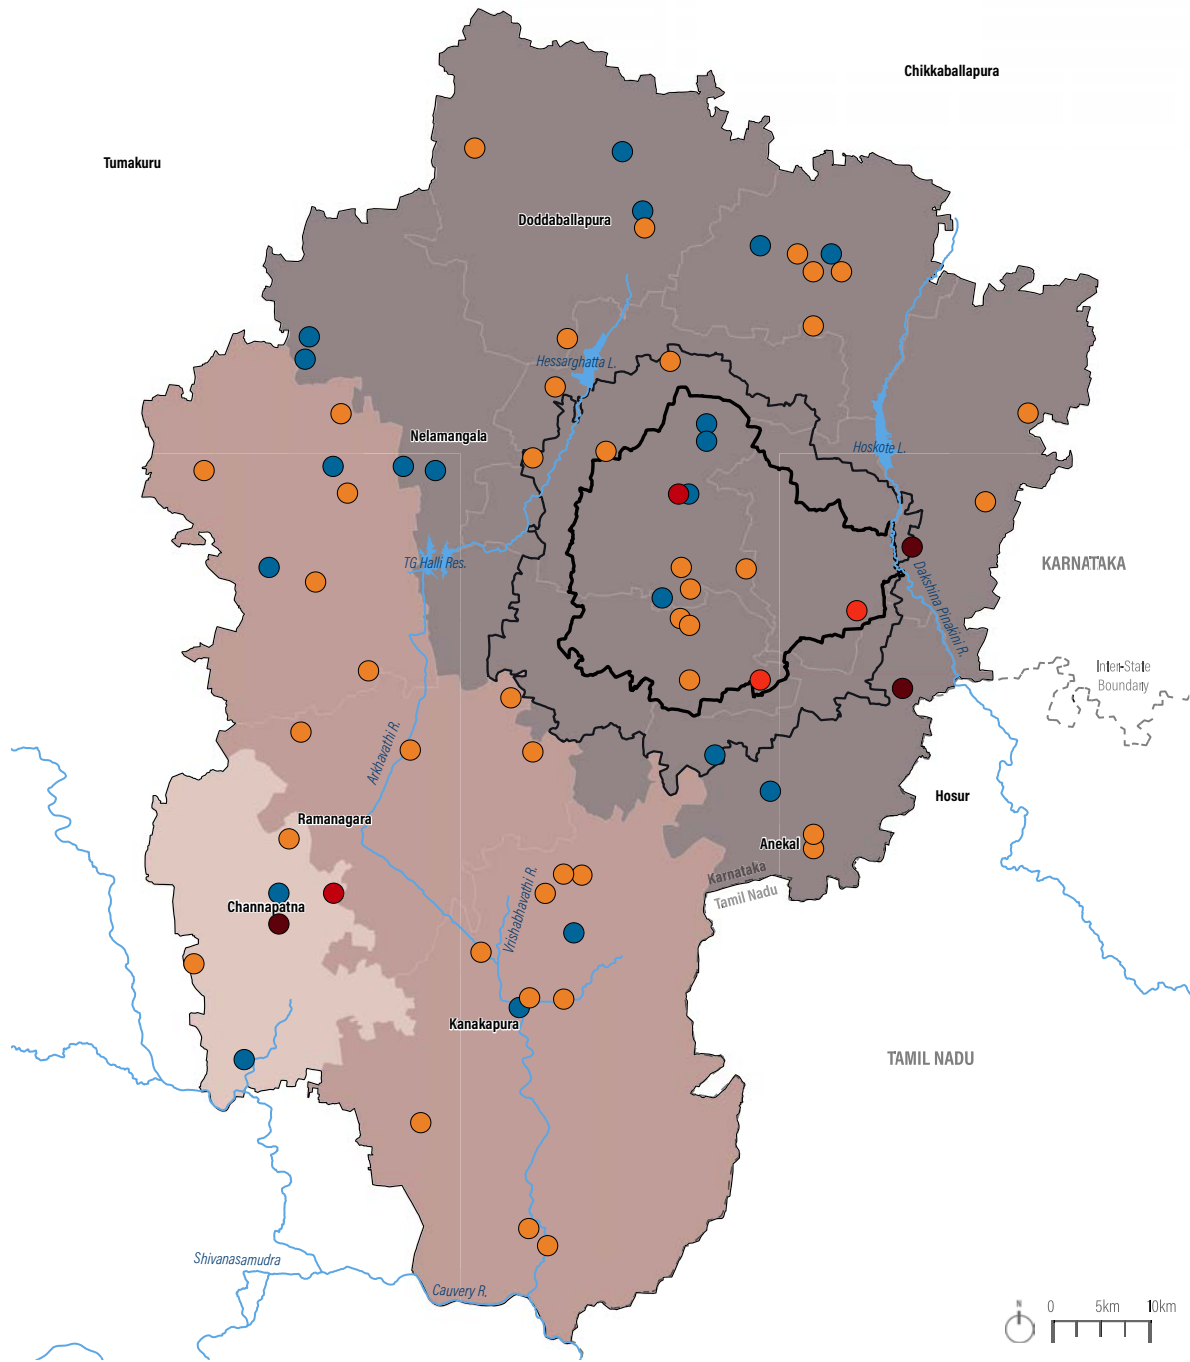 Chikkaballapura
Tumakuru
Doddaballapura
Hessarghatta L.
Nelamangala
Hoskote L.
TG Halli Res.
KARNATAKA
Dakshina Pinakini R.
Inter-State
Boundary
Arkhavathi R.
Hosur
Ramanagara
Anekal
Karnataka
Tamil Nadu
Vrishabhavathi R.
Channapatna
Kanakapura
TAMIL NADU
Shivanasamudra
Cauvery R.
N
0 5km 10km